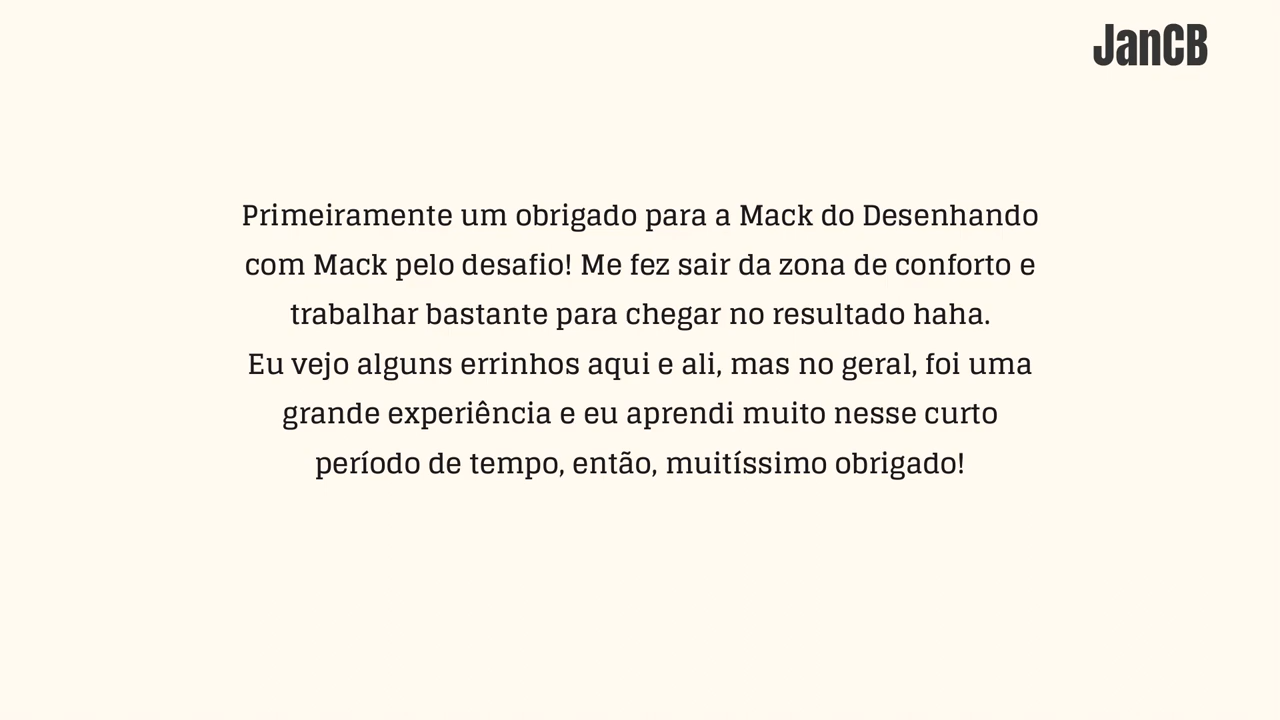 JanCB
Primeiramente um obrigado para a Mack do Desenhando
com Mack pelo desafio! Me fez sair da zona de conforto e
trabalhar bastante para chegar no resultado haha.
Eu vejo alguns errinhos aqui e ali, mas no geral, foi uma
grande experiência e eu aprendi muito nesse curto
período de tempo, então, muitíssimo obrigado!